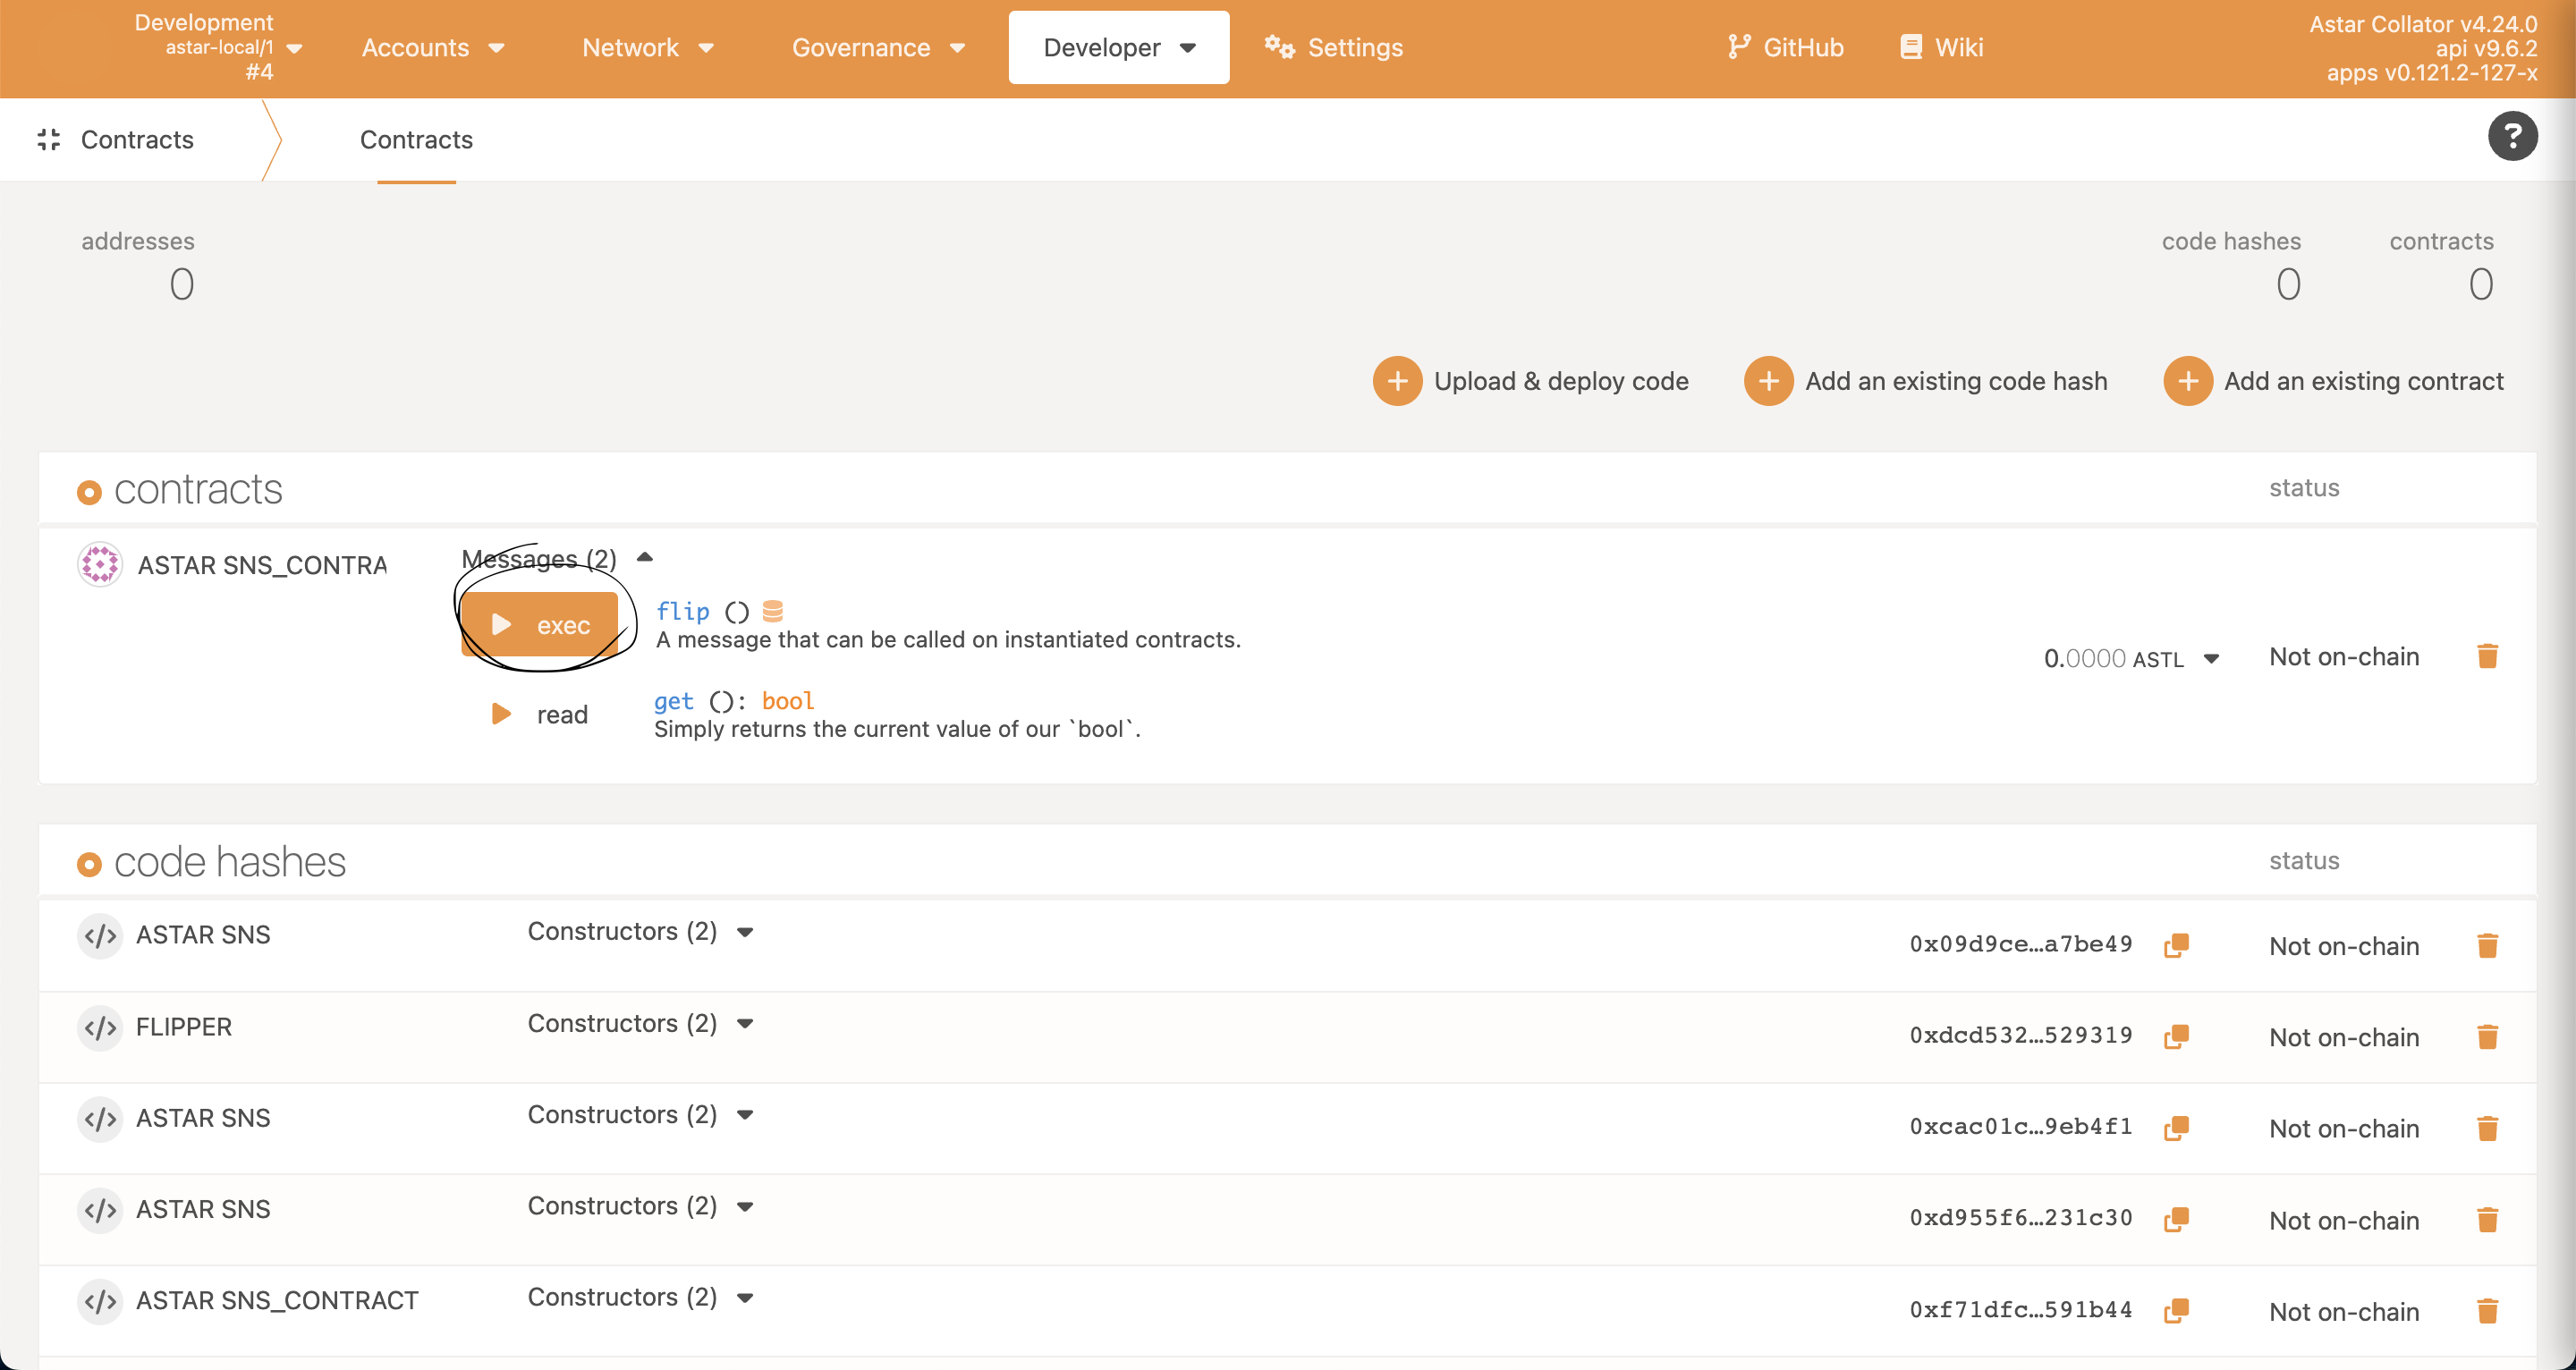 Development
astar-local/1
#4
Accounts
Network
Governance
Developer
Settings
GitHub
Wiki
Astar Collator v4.24.0
api v9.6.2
apps v0.121.2-127-x
Contracts
Contracts
?
addresses
0
code hashes
0
contracts
0
Upload & deploy code
Add an existing code hash
Add an existing contract
contracts
status
ASTAR SNS_CONTRA
Messages (2)
exec
flip ()
A message that can be called on instantiated contracts.
read
get (): bool
Simply returns the current value of our `bool`.
0.0000 ASTL
Not on-chain
code hashes
status
</> ASTAR SNS Constructors (2) 0x09d9ce…a7be49 Not on-chain
</> FLIPPER Constructors (2) 0xdcd532…529319 Not on-chain
</> ASTAR SNS Constructors (2) 0xcac01c…9eb4f1 Not on-chain
</> ASTAR SNS Constructors (2) 0xd955f6…231c30 Not on-chain
</> ASTAR SNS_CONTRACT Constructors (2) 0xf71dfc…591b44 Not on-chain